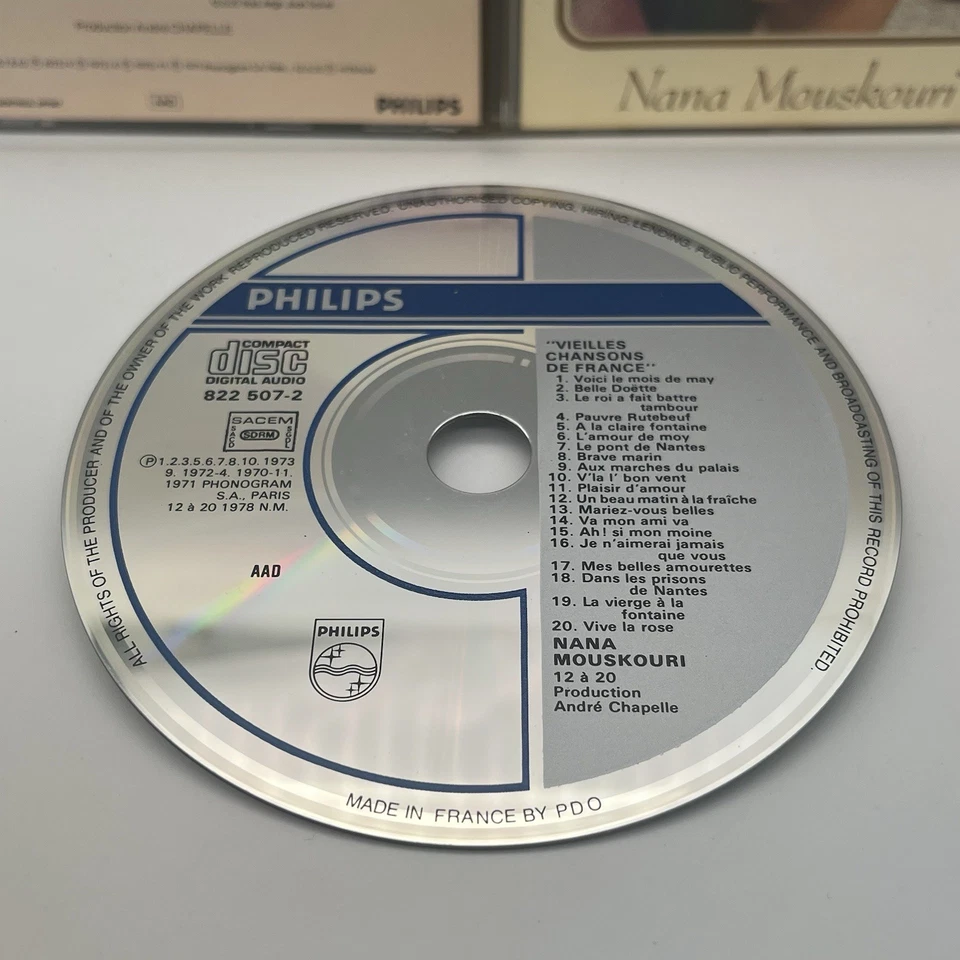 Production André CHAPELLE
PHILIPS
Nana Mouskouri
ALL RIGHTS OF THE PRODUCER AND OF THE OWNER OF THE WORK REPRODUCED RESERVED. UNAUTHORISED COPYING, HIRING, LENDING, PUBLIC PERFORMANCE AND BROADCASTING OF THIS RECORD PROHIBITED.
PHILIPS
COMPACT
disc
DIGITAL AUDIO
822 507-2
SACEM
SACD
SDRM
SGDL
Ⓟ1.2.3.5.6.7.8.10.1973
9. 1972-4. 1970-11.
1971 PHONOGRAM
S.A., PARIS
12 à 20 1978 N.M.
AAD
PHILIPS
"VIEILLES
CHANSONS
DE FRANCE"
1. Voici le mois de may
2. Belle Doëtte
3. Le roi a fait battre
tambour
4. Pauvre Rutebeuf
5. A la claire fontaine
6. L'amour de moy
7. Le pont de Nantes
8. Brave marin
9. Aux marches du palais
10. V'la l' bon vent
11. Plaisir d'amour
12. Un beau matin à la fraîche
13. Mariez-vous belles
14. Va mon ami va
15. Ah! si mon moine
16. Je n'aimerai jamais
que vous
17. Mes belles amourettes
18. Dans les prisons
de Nantes
19. La vierge à la
fontaine
20. Vive la rose
NANA
MOUSKOURI
12 à 20
Production
André Chapelle
MADE IN FRANCE BY PDO